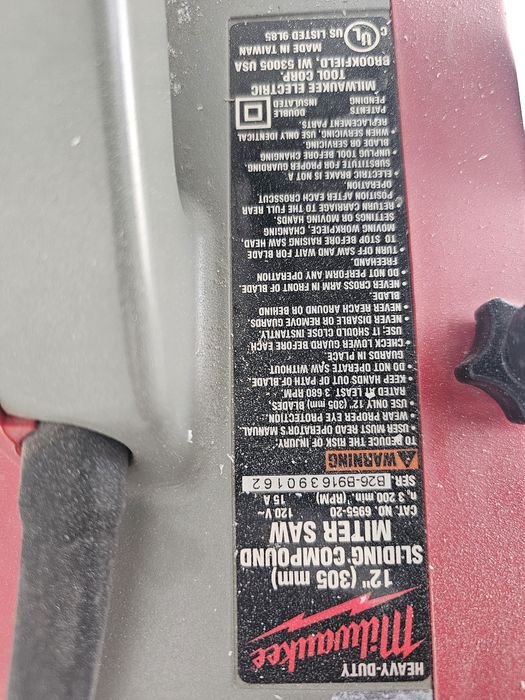 HEAVY-DUTY
Milwaukee
12" (305 mm)
SLIDING COMPOUND
MITER SAW
CAT. NO. 6955-20 120 V~
n₀ 3 200 min⁻¹ (RPM) 15 A
SER. B26-B916390162
WARNING
TO REDUCE THE RISK OF INJURY:
• USER MUST READ OPERATOR'S MANUAL
• WEAR PROPER EYE PROTECTION
• USE ONLY 12" (305 mm) BLADES
RATED AT LEAST 3 680 RPM.
• KEEP HANDS OUT OF PATH OF BLADE.
• DO NOT OPERATE SAW WITHOUT
GUARDS IN PLACE
• CHECK LOWER GUARD BEFORE EACH
USE: IT SHOULD CLOSE INSTANTLY.
• NEVER REMOVE OR DISABLE GUARDS.
• NEVER REACH AROUND OR BEHIND
BLADE.
• NEVER CROSS ARM IN FRONT OF BLADE.
• DO NOT PERFORM ANY OPERATION
FREEHAND.
• TURN OFF SAW AND WAIT FOR BLADE
TO STOP BEFORE RAISING SAW HEAD,
MOVING WORKPIECE, CHANGING
SETTINGS OR MOVING HANDS.
• RETURN CARRIAGE TO THE FULL REAR
POSITION AFTER EACH CROSSCUT
OPERATION.
• ELECTRIC BRAKE IS NOT A
SUBSTITUTE FOR PROPER GUARDING.
• UNPLUG TOOL BEFORE CHANGING
BLADE OR SERVICING.
• WHEN SERVICING, USE ONLY IDENTICAL
REPLACEMENT PARTS.
PATENTS
PENDING
DOUBLE
INSULATED
MILWAUKEE ELECTRIC
TOOL CORP.
BROOKFIELD, WI 53005 USA
MADE IN TAIWAN
C UL US LISTED 9L85